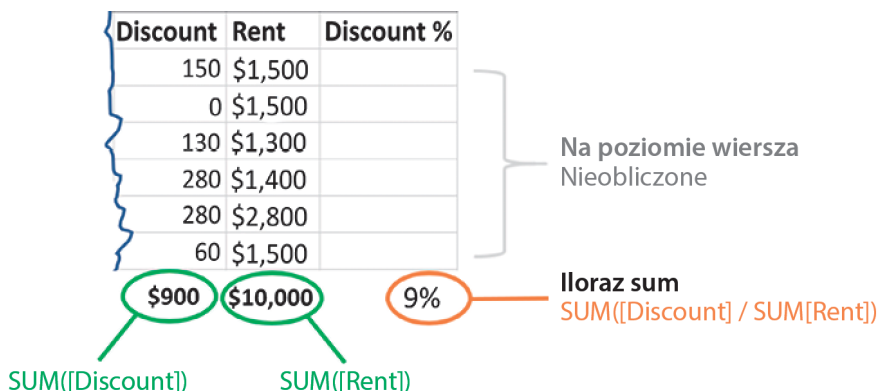 Discount Rent Discount %
150 $1,500
0 $1,500
130 $1,300
280 $1,400
280 $2,800
60 $1,500
$900 $10,000 9%
Na poziomie wiersza
Nieobliczone
Iloraz sum
SUM([Discount] / SUM[Rent])
SUM([Discount]) SUM([Rent])